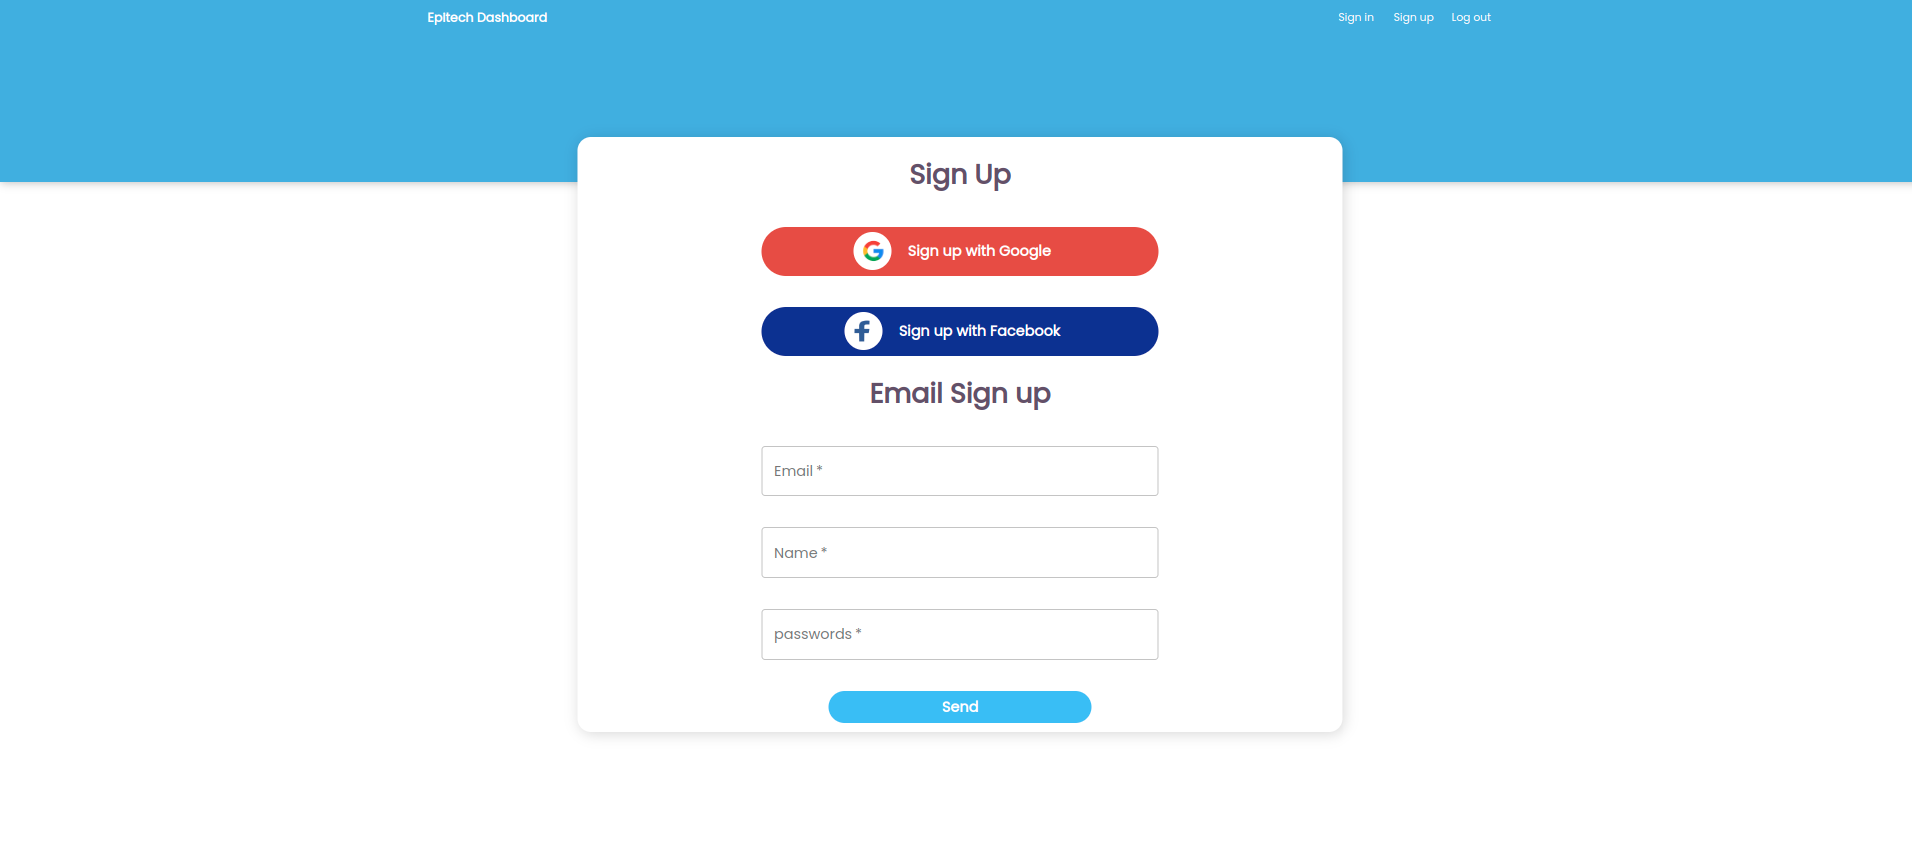 Epitech Dashboard
Sign in Sign up Log out
Sign Up
Sign up with Google
Sign up with Facebook
Email Sign up
Email *
Name *
passwords *
Send